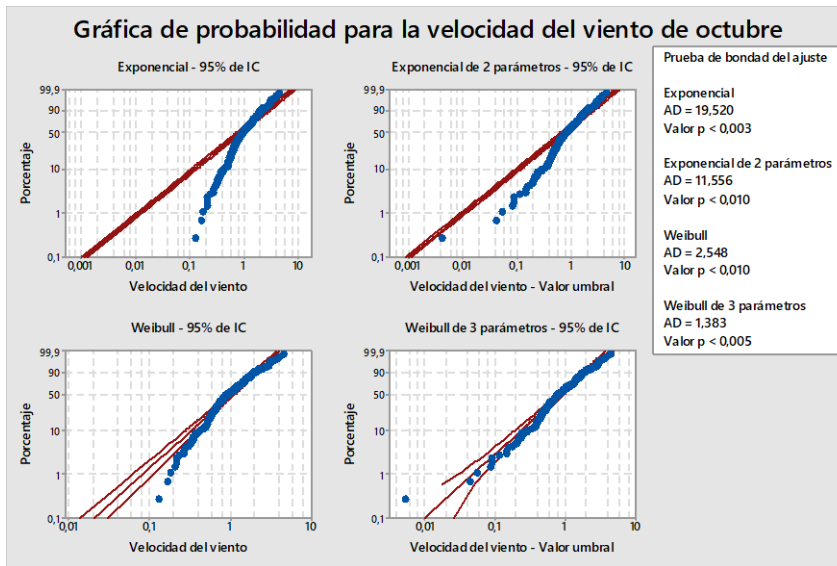 Gráfica de probabilidad para la velocidad del viento de octubre
Exponencial - 95% de IC
99,9
90
50
10
1
0,1
Porcentaje
0,001
0,01
0,1
1
10
Velocidad del viento
Exponencial de 2 parámetros - 95% de IC
99,9
90
50
10
1
0,1
Porcentaje
0,001
0,01
0,1
1
10
Velocidad del viento - Valor umbral
Weibull - 95% de IC
99,9
90
50
10
1
0,1
Porcentaje
0,01
0,1
1
10
Velocidad del viento
Weibull de 3 parámetros - 95% de IC
99,9
90
50
10
1
0,1
Porcentaje
0,01
0,1
1
10
Velocidad del viento - Valor umbral
Prueba de bondad del ajuste
Exponencial
AD = 19,520
Valor p < 0,003
Exponencial de 2 parámetros
AD = 11,556
Valor p < 0,010
Weibull
AD = 2,548
Valor p < 0,010
Weibull de 3 parámetros
AD = 1,383
Valor p < 0,005